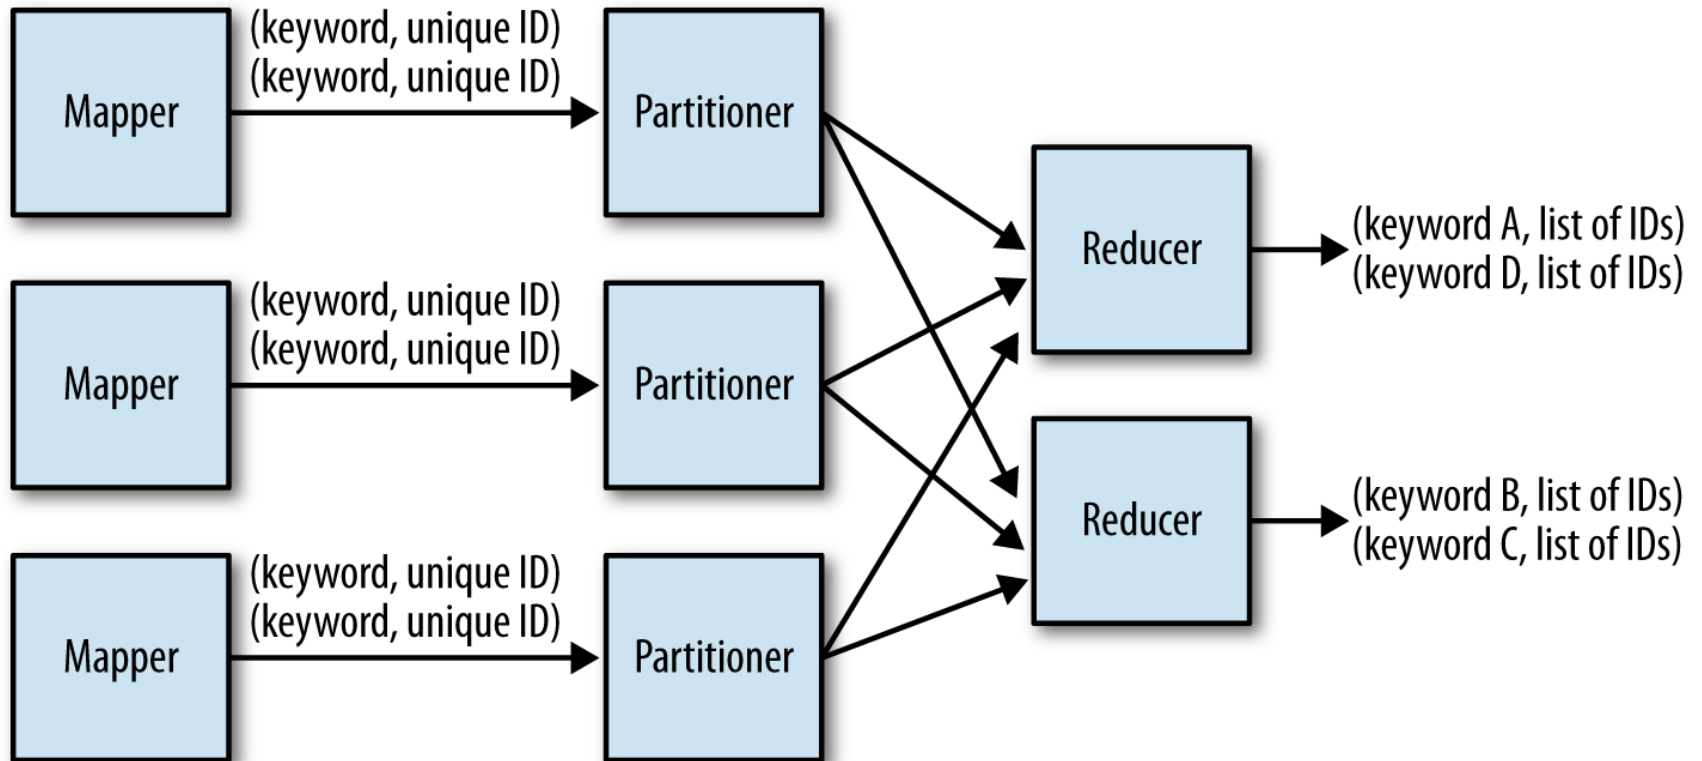 Mapper
(keyword, unique ID)
(keyword, unique ID)
Partitioner
Mapper
(keyword, unique ID)
(keyword, unique ID)
Partitioner
Mapper
(keyword, unique ID)
(keyword, unique ID)
Partitioner
Reducer
(keyword A, list of IDs)
(keyword D, list of IDs)
Reducer
(keyword B, list of IDs)
(keyword C, list of IDs)